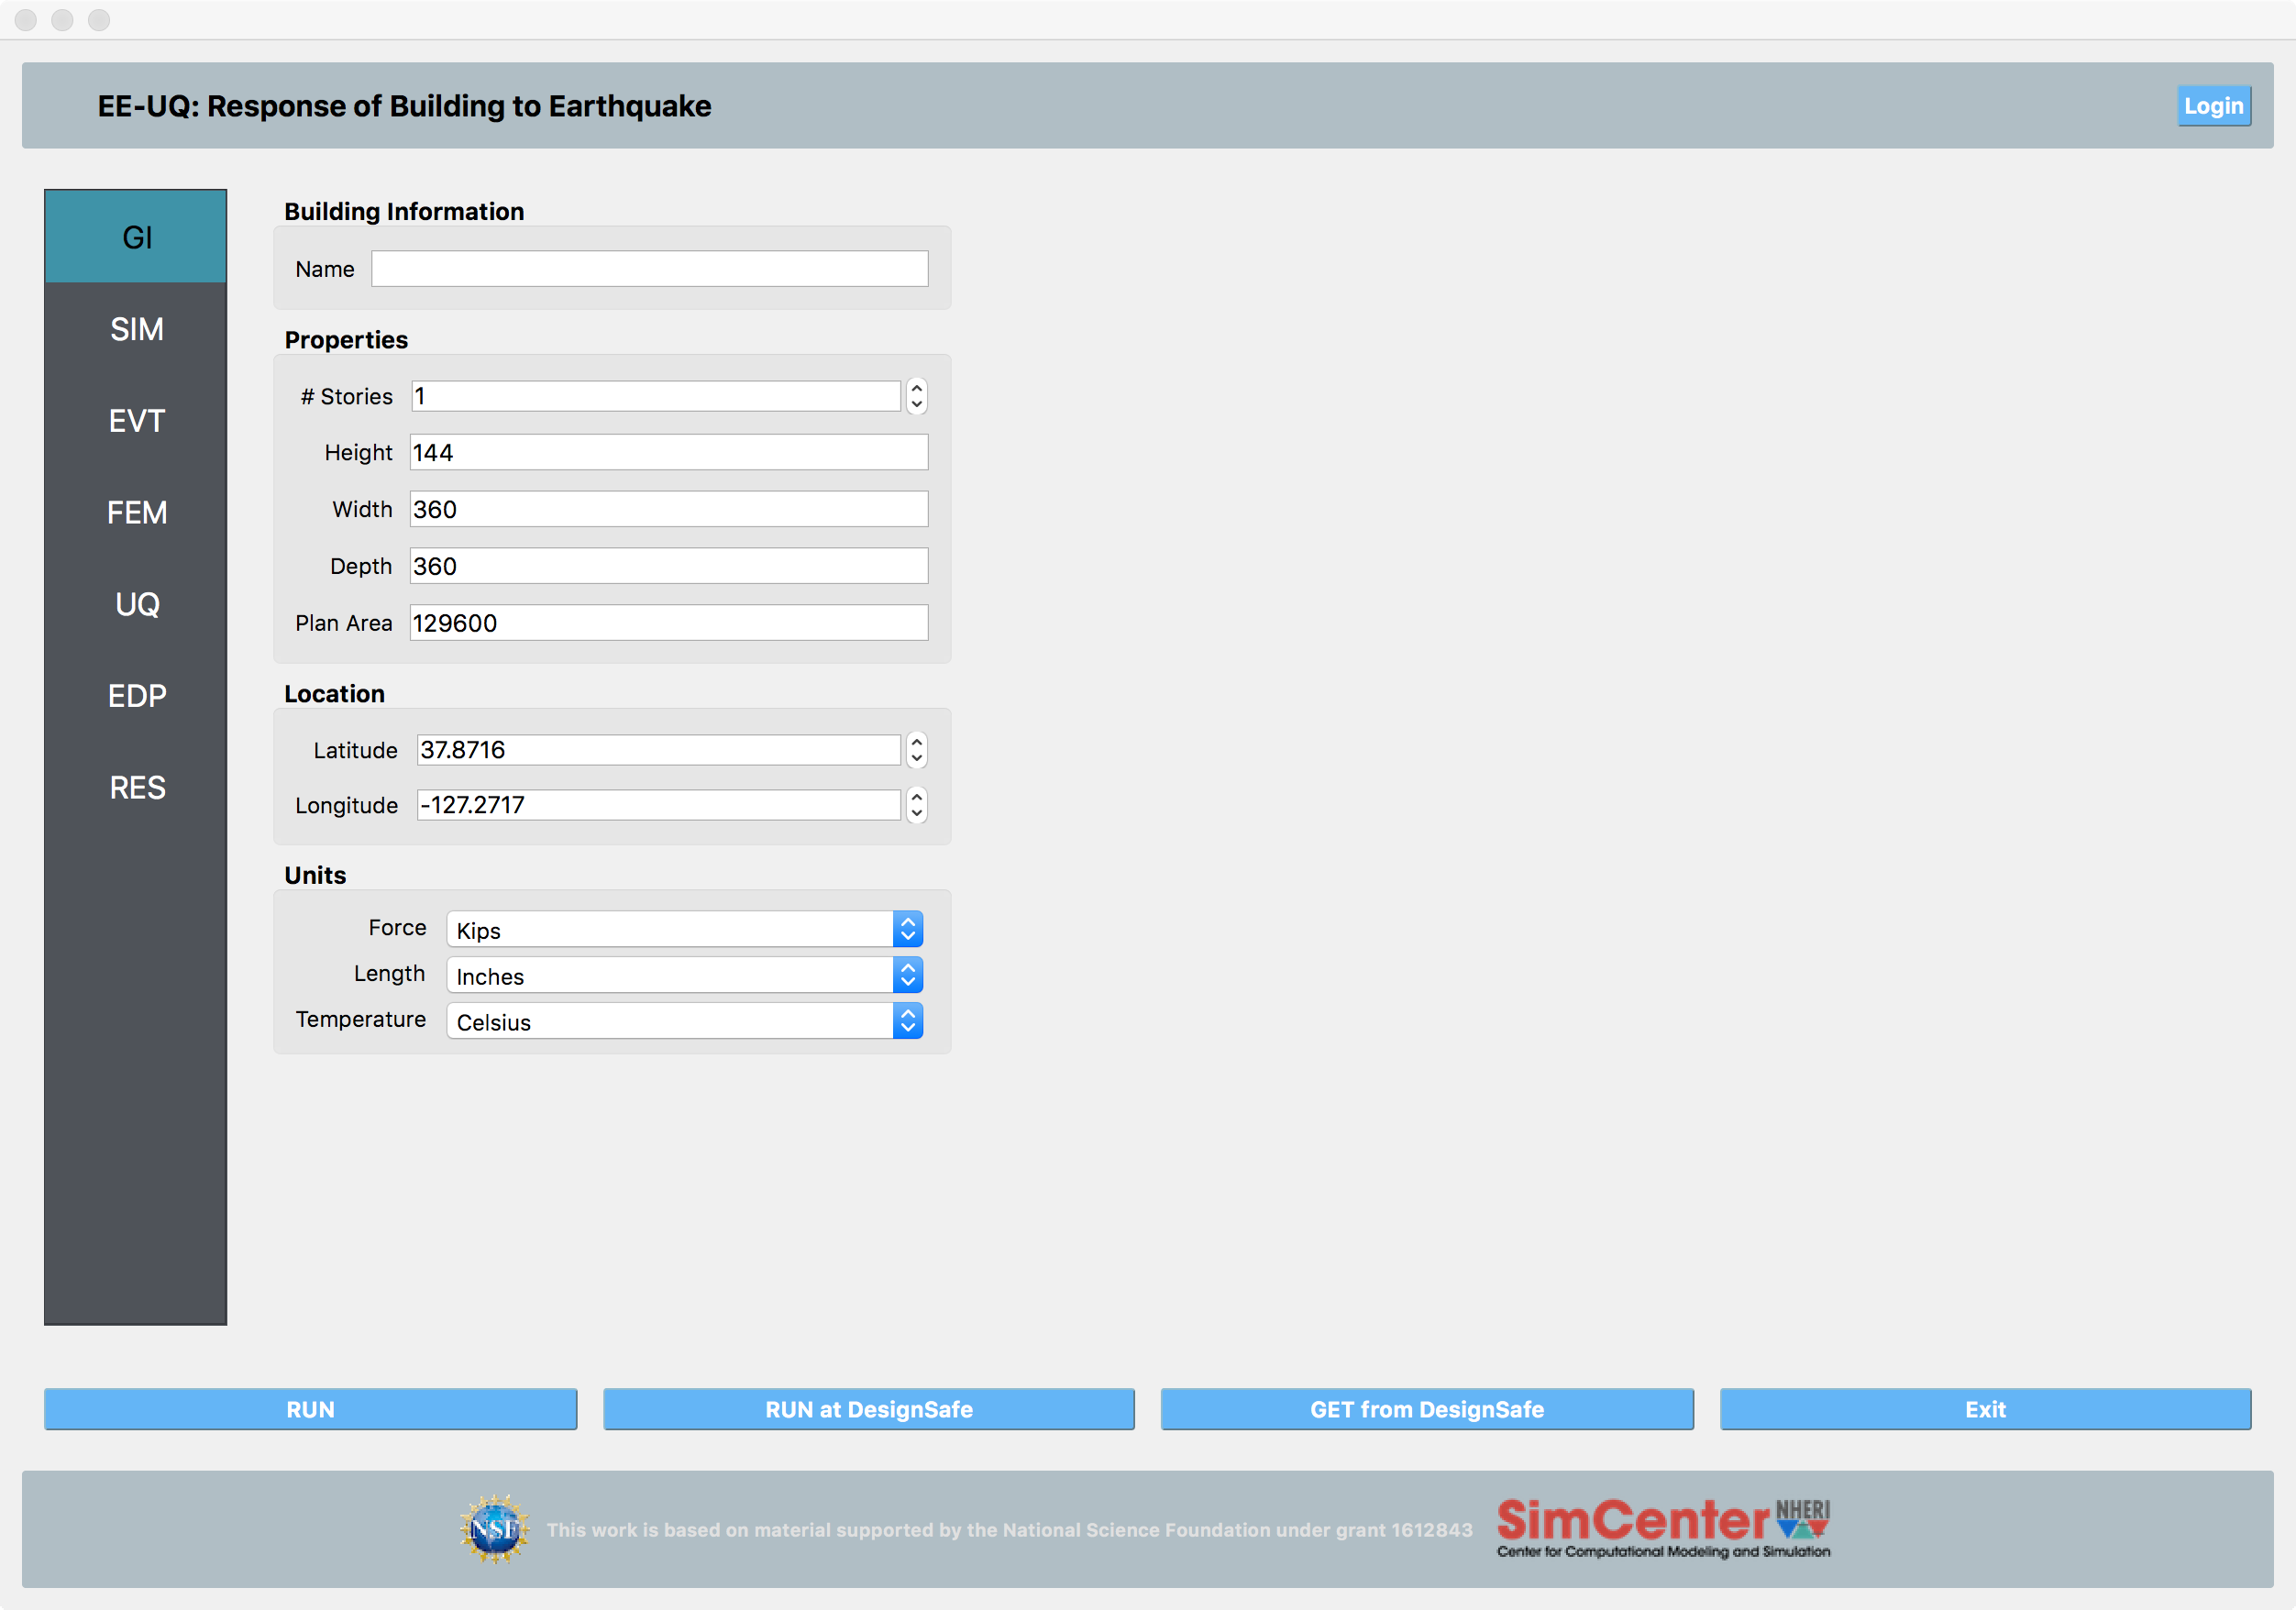 EE-UQ: Response of Building to Earthquake
Login
GI
SIM
EVT
FEM
UQ
EDP
RES
Building Information
Name
Properties
# Stories 1
Height 144
Width 360
Depth 360
Plan Area 129600
Location
Latitude 37.8716
Longitude -127.2717
Units
Force Kips
Length Inches
Temperature Celsius
RUN
RUN at DesignSafe
GET from DesignSafe
Exit
NSF
This work is based on material supported by the National Science Foundation under grant 1612843
SimCenter NHERI
Center for Computational Modeling and Simulation